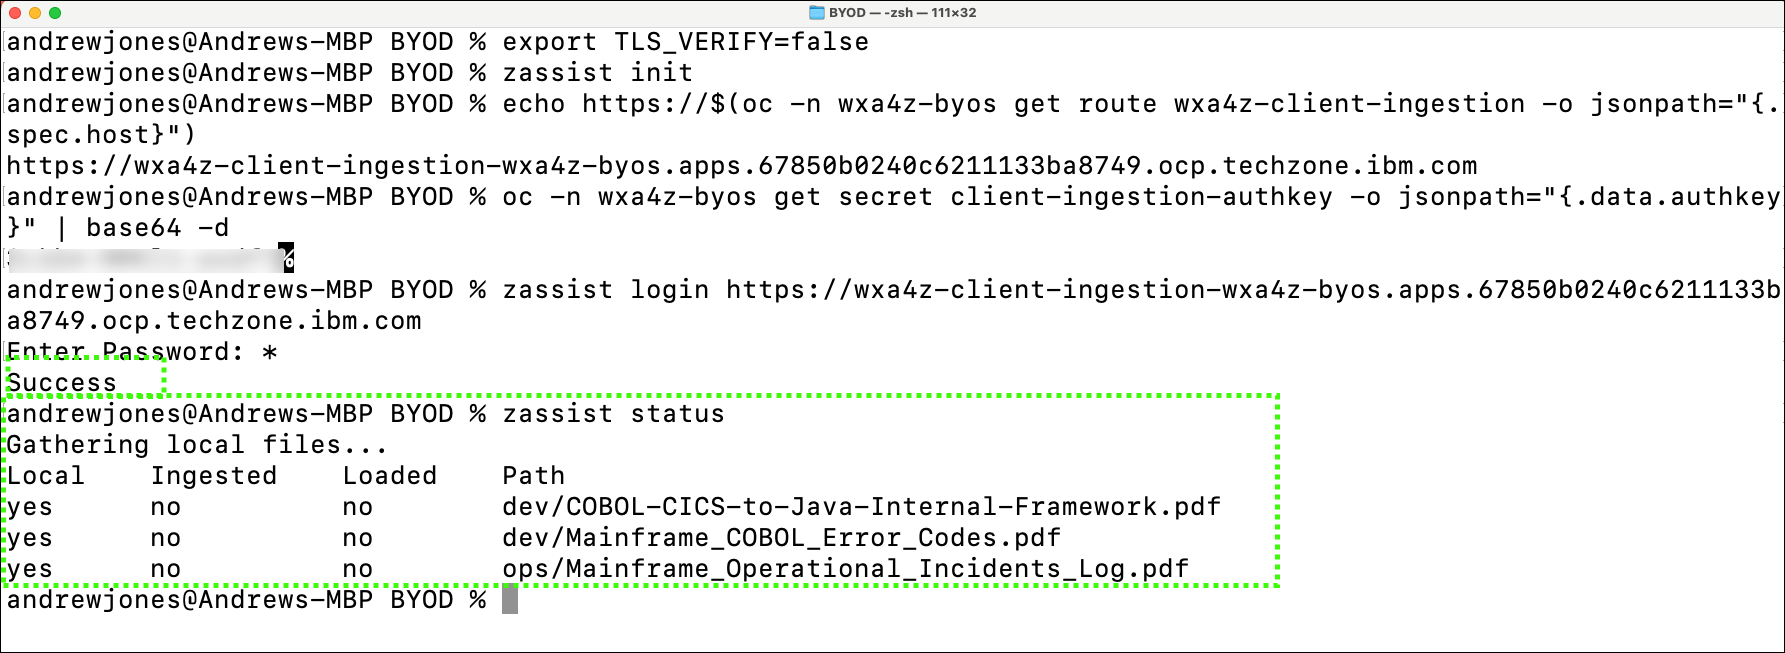 BYOD — -zsh — 111×32
andrewjones@Andrews-MBP BYOD % export TLS_VERIFY=false
andrewjones@Andrews-MBP BYOD % zassist init
andrewjones@Andrews-MBP BYOD % echo https://$(oc -n wxa4z-byos get route wxa4z-client-ingestion -o jsonpath="{.
spec.host}")
https://wxa4z-client-ingestion-wxa4z-byos.apps.67850b0240c6211133ba8749.ocp.techzone.ibm.com
andrewjones@Andrews-MBP BYOD % oc -n wxa4z-byos get secret client-ingestion-authkey -o jsonpath="{.data.authkey
}" | base64 -d
%
andrewjones@Andrews-MBP BYOD % zassist login https://wxa4z-client-ingestion-wxa4z-byos.apps.67850b0240c6211133b
a8749.ocp.techzone.ibm.com
Enter Password: *
Success
andrewjones@Andrews-MBP BYOD % zassist status
Gathering local files...
Local Ingested Loaded Path
yes no no dev/COBOL-CICS-to-Java-Internal-Framework.pdf
yes no no dev/Mainframe_COBOL_Error_Codes.pdf
yes no no ops/Mainframe_Operational_Incidents_Log.pdf
andrewjones@Andrews-MBP BYOD %